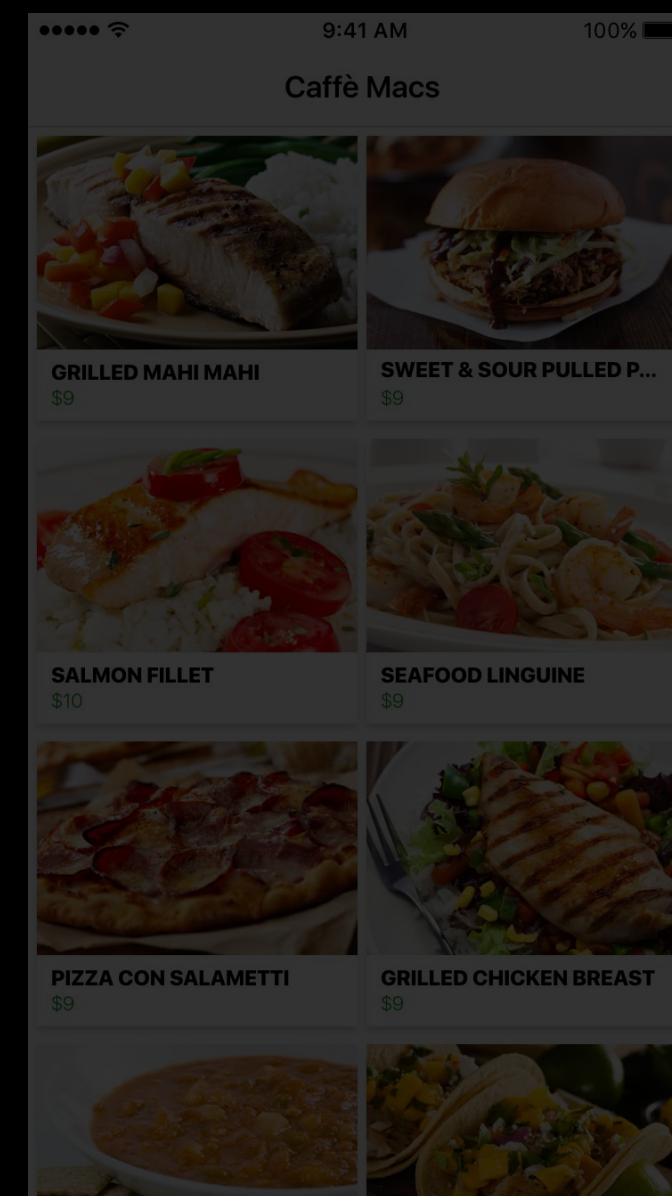 9:41 AM
100%
Caffè Macs
GRILLED MAHI MAHI
$9
SWEET & SOUR PULLED P...
$9
SALMON FILLET
$10
SEAFOOD LINGUINE
$9
PIZZA CON SALAMETTI
$9
GRILLED CHICKEN BREAST
$9